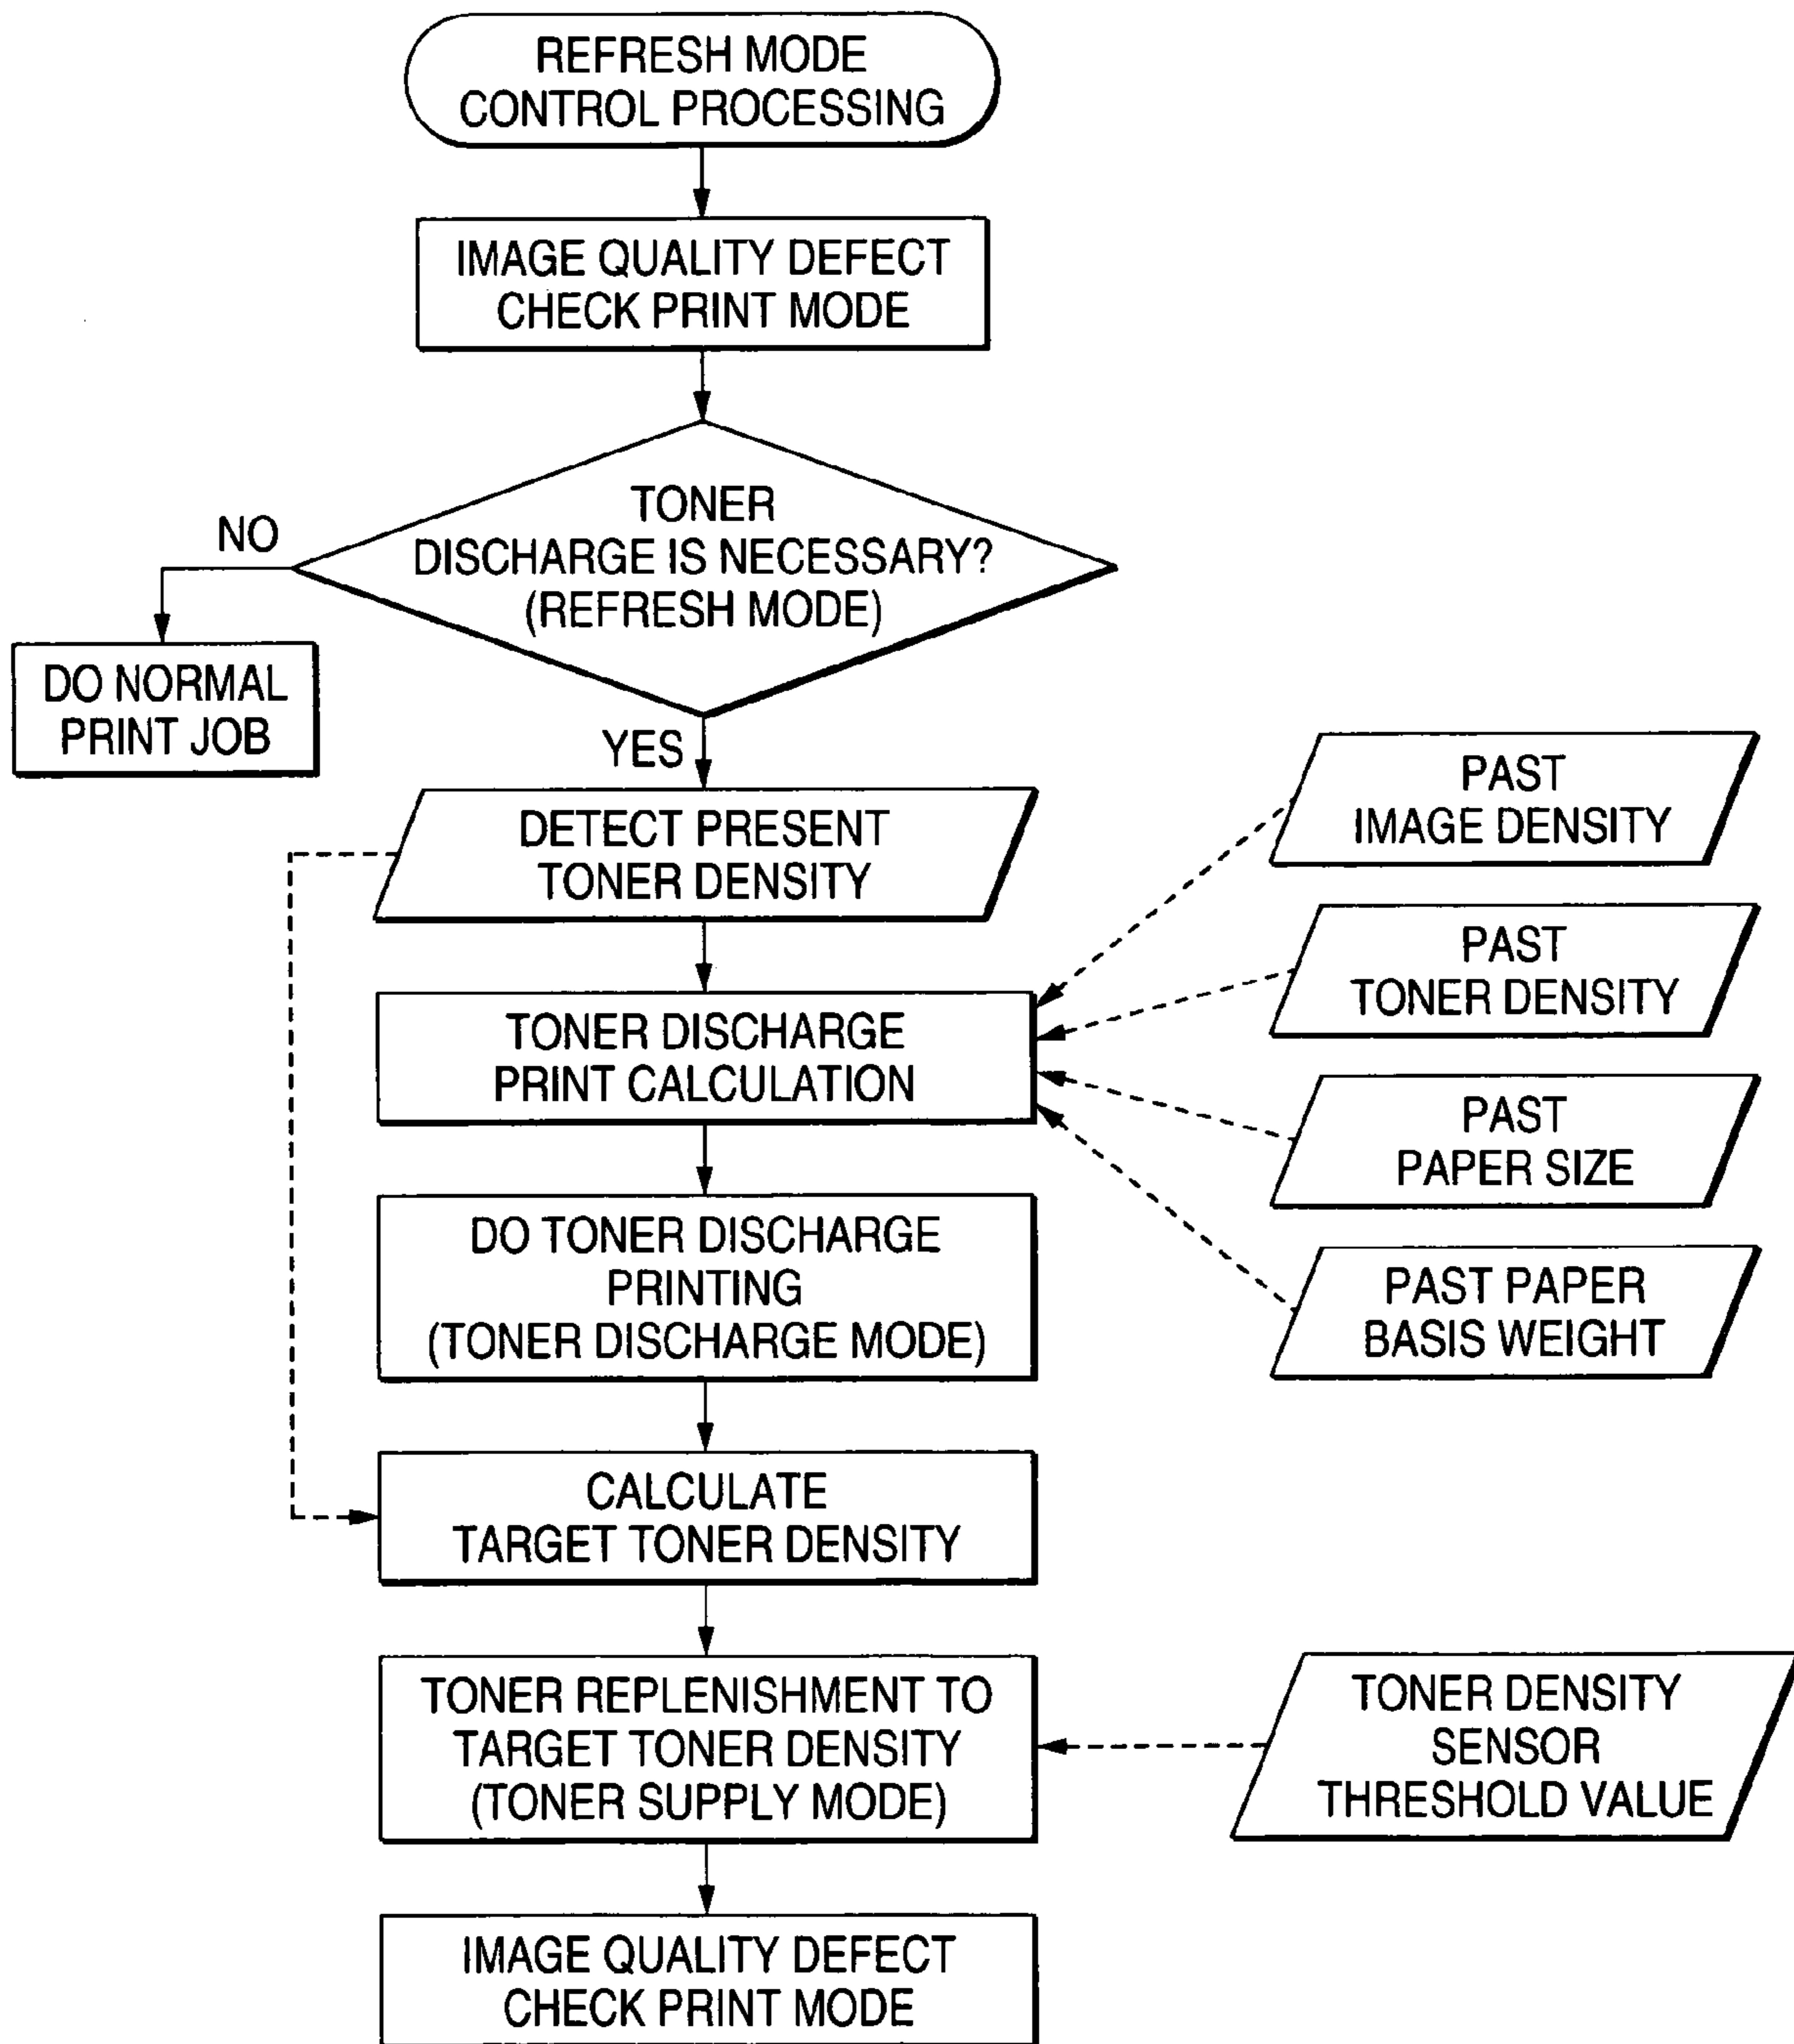 REFRESH MODE
CONTROL PROCESSING
IMAGE QUALITY DEFECT
CHECK PRINT MODE
TONER
DISCHARGE IS NECESSARY?
(REFRESH MODE)
NO
DO NORMAL
PRINT JOB
YES
DETECT PRESENT
TONER DENSITY
PAST
IMAGE DENSITY
PAST
TONER DENSITY
TONER DISCHARGE
PRINT CALCULATION
PAST
PAPER SIZE
DO TONER DISCHARGE
PRINTING
(TONER DISCHARGE MODE)
PAST PAPER
BASIS WEIGHT
CALCULATE
TARGET TONER DENSITY
TONER REPLENISHMENT TO
TARGET TONER DENSITY
(TONER SUPPLY MODE)
TONER DENSITY
SENSOR
THRESHOLD VALUE
IMAGE QUALITY DEFECT
CHECK PRINT MODE